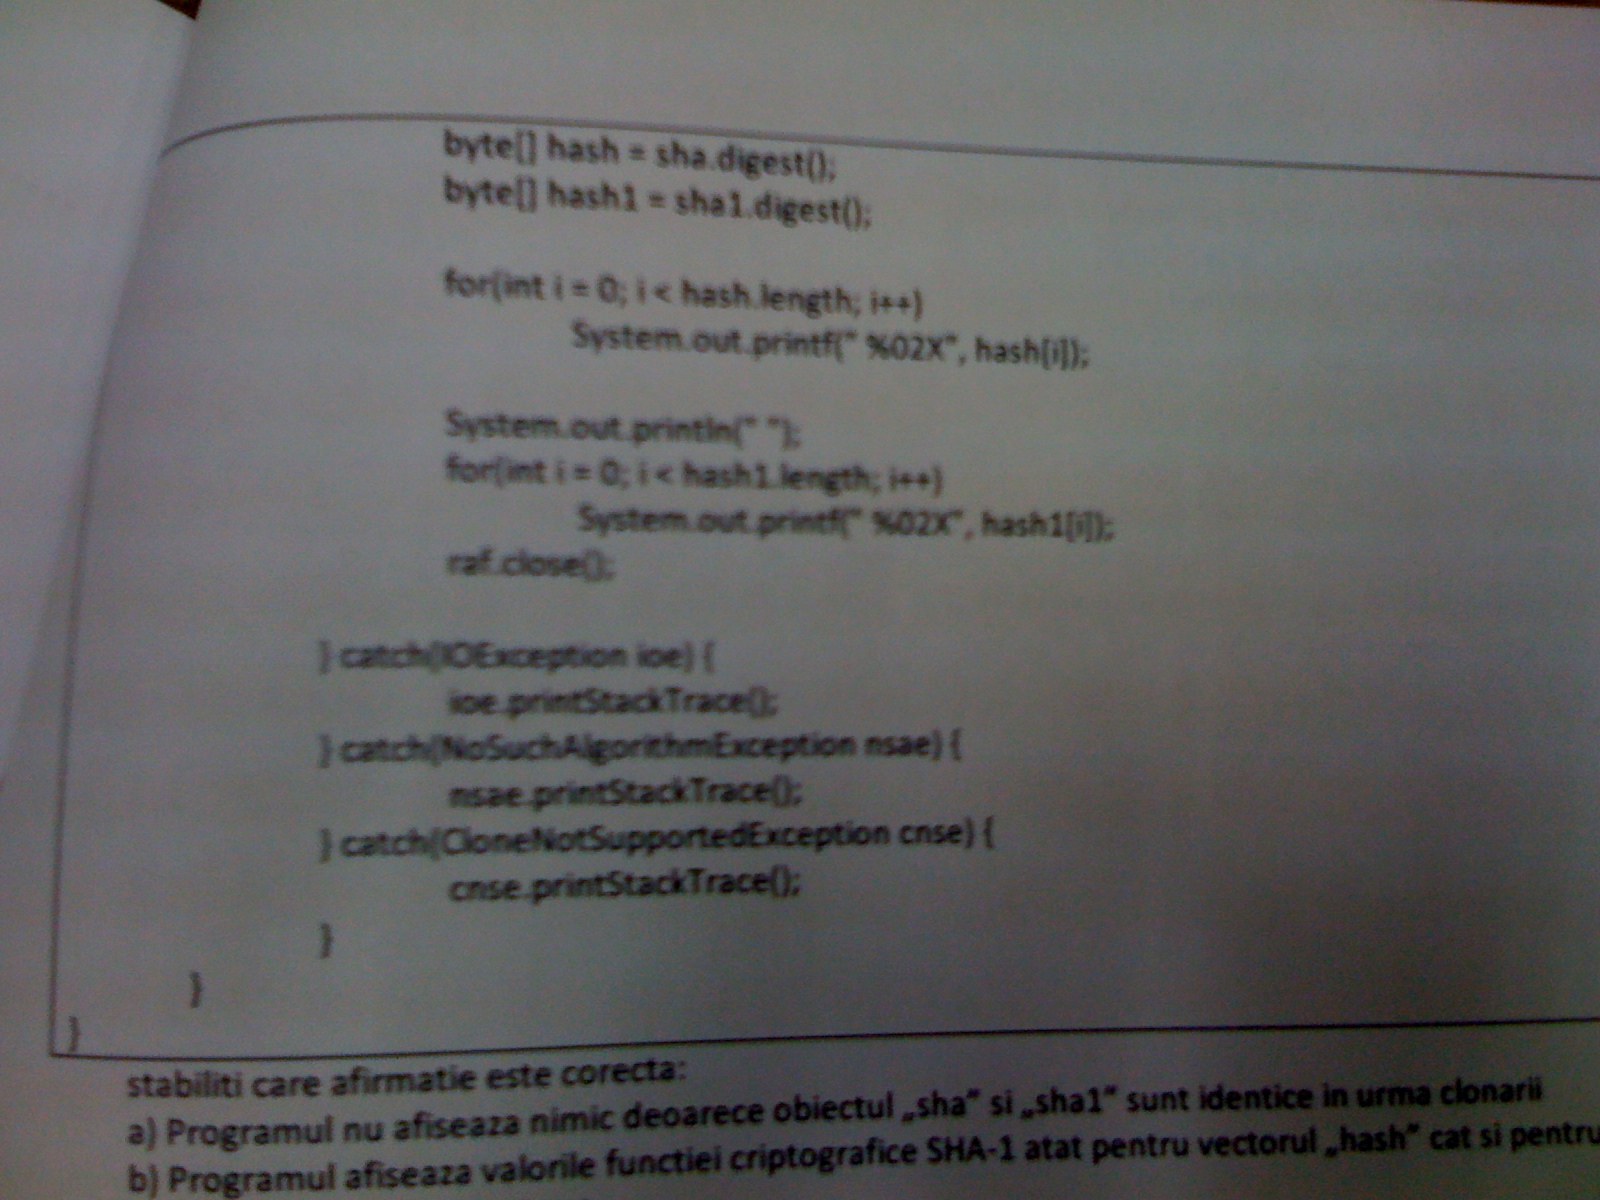 byte[] hash = sha.digest();
byte[] hash1 = sha1.digest();
for(int i = 0; i < hash.length; i++)
System.out.printf(" %02X", hash[i]);
System.out.println(" ");
for(int i = 0; i < hash1.length; i++)
System.out.printf(" %02X", hash1[i]);
raf.close();
} catch(IOException ioe) {
ioe.printStackTrace();
} catch(NoSuchAlgorithmException nsae) {
nsae.printStackTrace();
} catch(CloneNotSupportedException cnse) {
cnse.printStackTrace();
}
}
}
stabiliti care afirmatie este corecta:
a) Programul nu afiseaza nimic deoarece obiectul „sha” si „sha1” sunt identice in urma clonarii
b) Programul afiseaza valorile functiei criptografice SHA-1 atat pentru vectorul „hash” cat si pentru